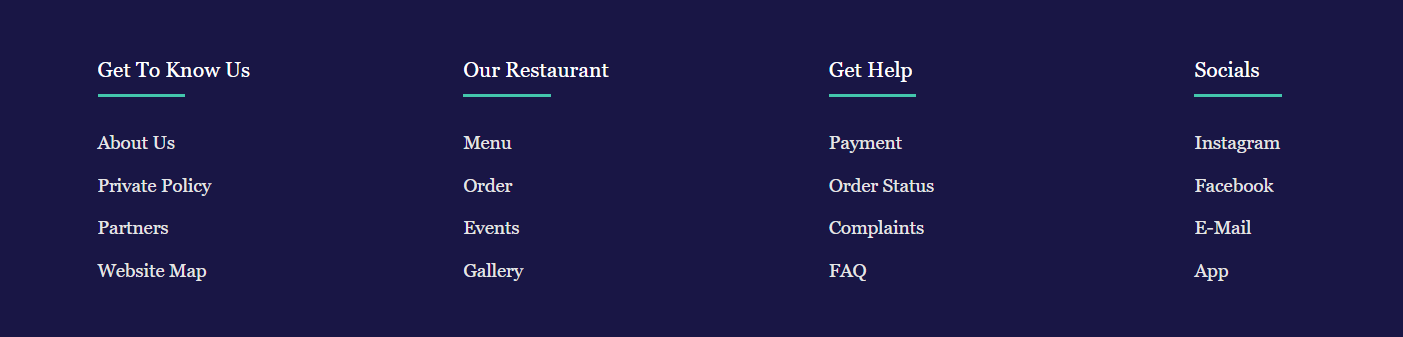 Get To Know Us
About Us
Private Policy
Partners
Website Map
Our Restaurant
Menu
Order
Events
Gallery
Get Help
Payment
Order Status
Complaints
FAQ
Socials
Instagram
Facebook
E-Mail
App